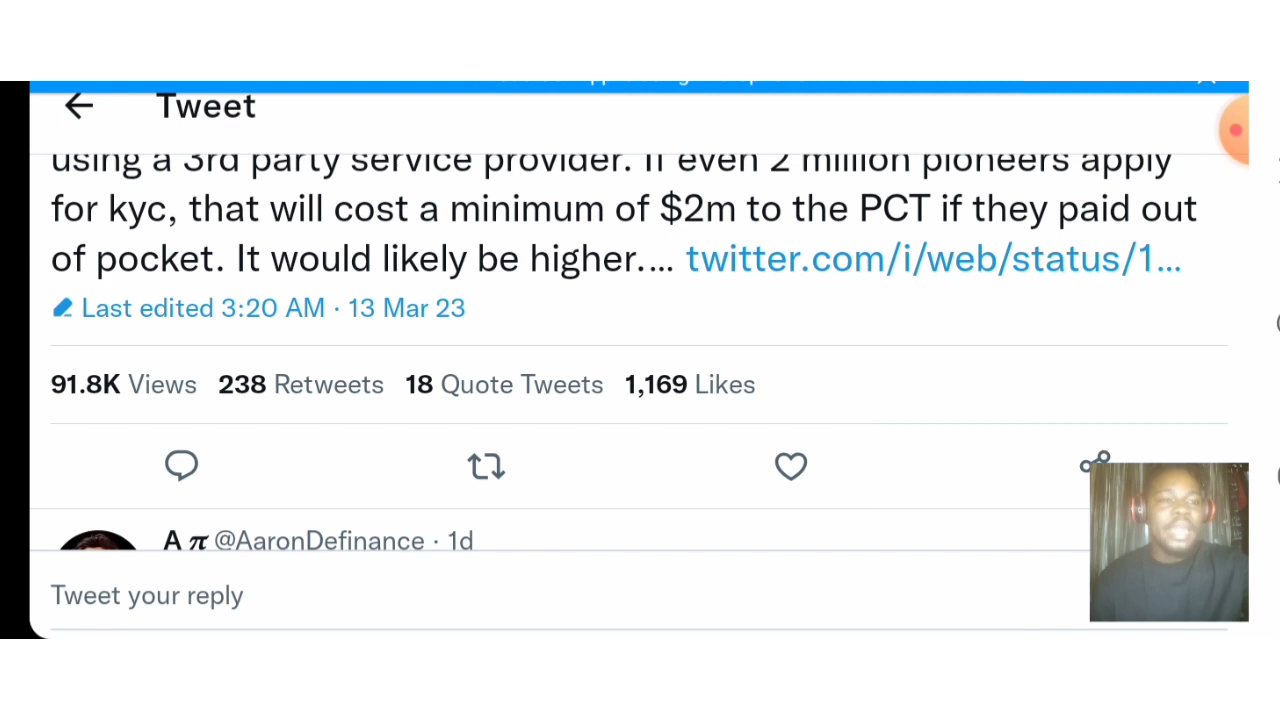 Tweet
using a 3rd party service provider. If even 2 million pioneers apply
for kyc, that will cost a minimum of $2m to the PCT if they paid out
of pocket. It would likely be higher.... twitter.com/i/web/status/1...
Last edited 3:20 AM · 13 Mar 23
91.8K Views 238 Retweets 18 Quote Tweets 1,169 Likes
A π @AaronDefinance · 1d
Tweet your reply